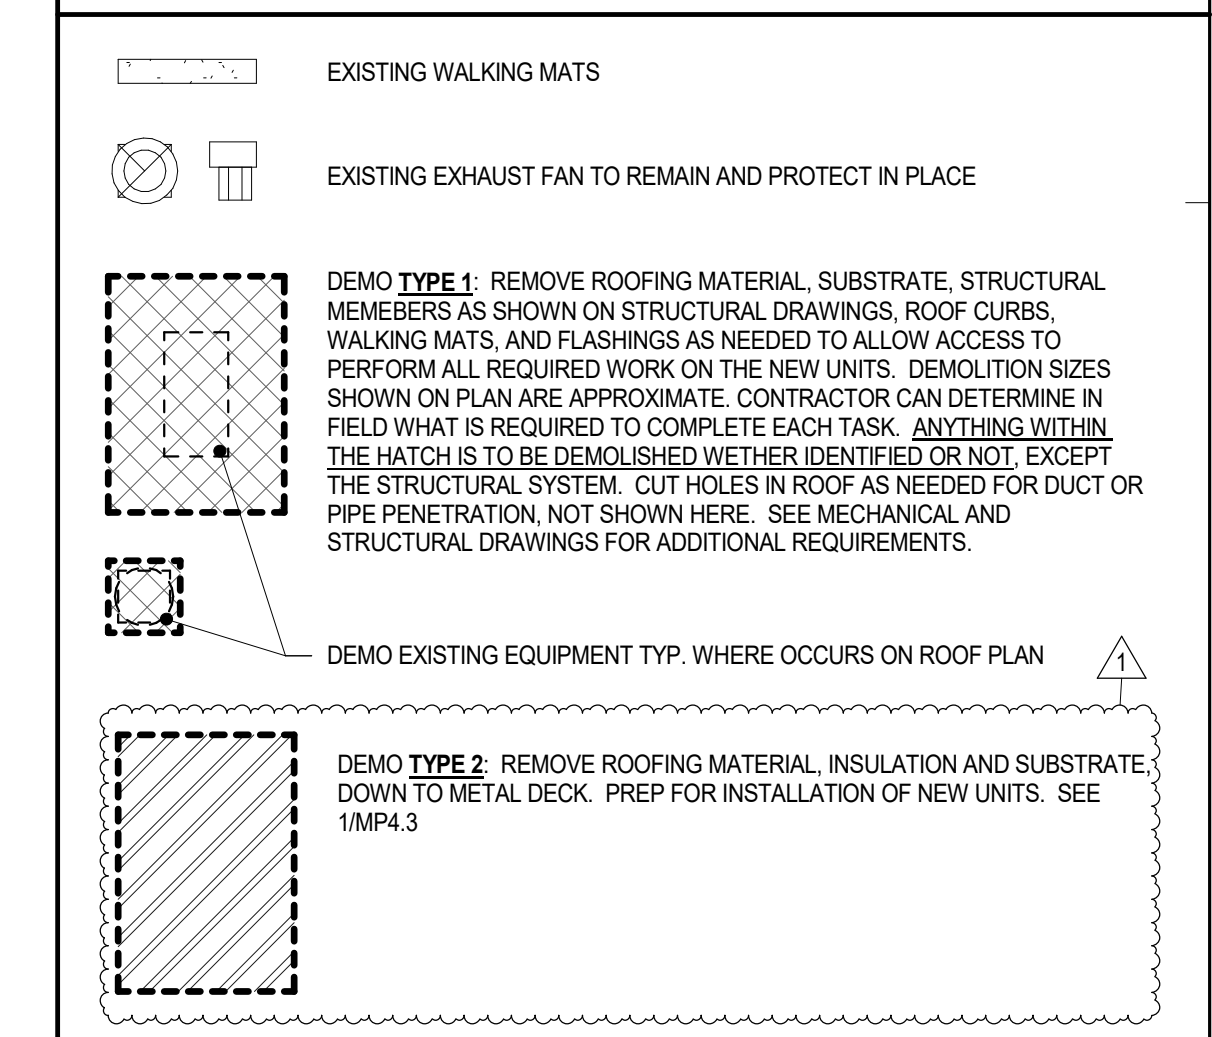 EXISTING WALKING MATS
EXISTING EXHAUST FAN TO REMAIN AND PROTECT IN PLACE
DEMO TYPE 1: REMOVE ROOFING MATERIAL, SUBSTRATE, STRUCTURAL
MEMEBERS AS SHOWN ON STRUCTURAL DRAWINGS, ROOF CURBS,
WALKING MATS, AND FLASHINGS AS NEEDED TO ALLOW ACCESS TO
PERFORM ALL REQUIRED WORK ON THE NEW UNITS. DEMOLITION SIZES
SHOWN ON PLAN ARE APPROXIMATE. CONTRACTOR CAN DETERMINE IN
FIELD WHAT IS REQUIRED TO COMPLETE EACH TASK. ANYTHING WITHIN
THE HATCH IS TO BE DEMOLISHED WETHER IDENTIFIED OR NOT, EXCEPT
THE STRUCTURAL SYSTEM. CUT HOLES IN ROOF AS NEEDED FOR DUCT OR
PIPE PENETRATION, NOT SHOWN HERE. SEE MECHANICAL AND
STRUCTURAL DRAWINGS FOR ADDITIONAL REQUIREMENTS.
DEMO EXISTING EQUIPMENT TYP. WHERE OCCURS ON ROOF PLAN
1
DEMO TYPE 2: REMOVE ROOFING MATERIAL, INSULATION AND SUBSTRATE,
DOWN TO METAL DECK. PREP FOR INSTALLATION OF NEW UNITS. SEE
1/MP4.3